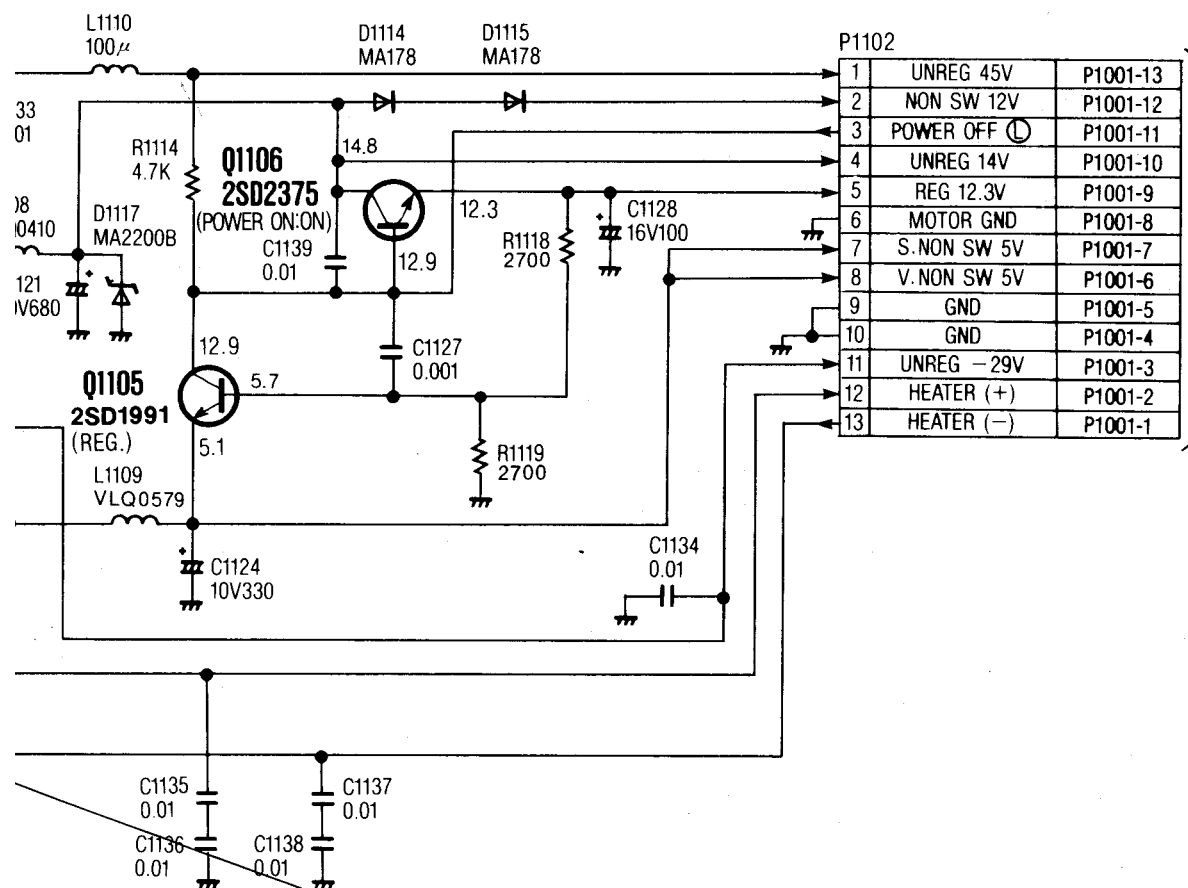 L1110
100μ
D1114
MA178
D1115
MA178
P1102
1 UNREG 45V P1001-13
2 NON SW 12V P1001-12
3 POWER OFF Ⓛ P1001-11
4 UNREG 14V P1001-10
5 REG 12.3V P1001-9
6 MOTOR GND P1001-8
7 S.NON SW 5V P1001-7
8 V.NON SW 5V P1001-6
9 GND P1001-5
10 GND P1001-4
11 UNREG −29V P1001-3
12 HEATER (+) P1001-2
13 HEATER (−) P1001-1
33
01
R1114
4.7K
Q1106
2SD2375
(POWER ON:ON)
14.8
12.3
12.9
C1139
0.01
08
00410
D1117
MA2200B
121
0V680
R1118
2700
C1128
+
16V100
+
12.9
C1127
0.001
Q1105
2SD1991
(REG.)
5.7
5.1
R1119
2700
L1109
VLQ0579
+
C1124
10V330
C1134
0.01
C1135
0.01
C1136
0.01
C1137
0.01
C1138
0.01